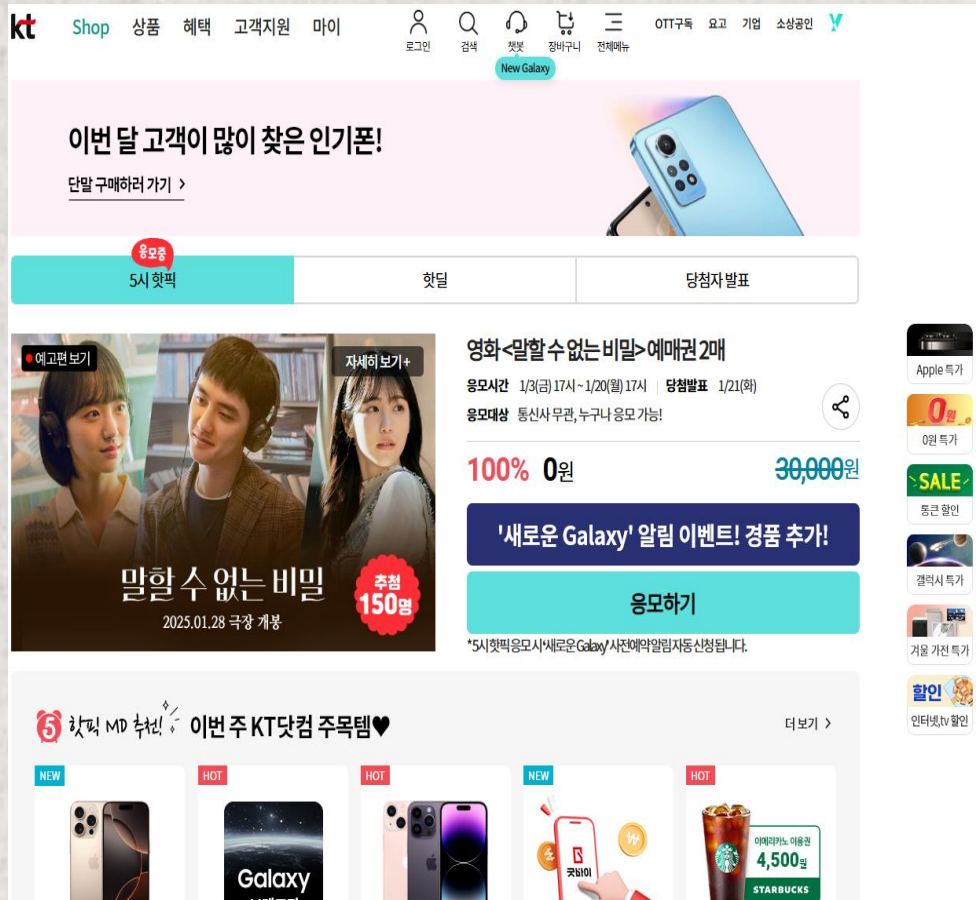 kt Shop 상품 혜택 고객지원 마이 로그인 검색 챗봇 장바구니 전체메뉴 OTT구독 요고 기업 소상공인 Y
New Galaxy
이번 달 고객이 많이 찾은 인기폰!
단말 구매하러 가기 >
응모중
5시 핫픽 핫딜 당첨자 발표
예고편 보기 자세히 보기+
말할 수 없는 비밀
2025.01.28 극장 개봉
추첨
150명
영화 <말할 수 없는 비밀> 예매권 2매
응모시간 1/3(금) 17시 ~ 1/20(월) 17시 | 당첨발표 1/21(화)
응모대상 통신사 무관, 누구나 응모 가능!
100% 0원 30,000원
'새로운 Galaxy' 알림 이벤트! 경품 추가!
응모하기
*5시 핫픽 응모 시 '새로운 Galaxy' 사전예약 알림 자동 신청 됩니다.
Apple 특가
0원
0원 특가
SALE
통큰 할인
갤럭시 특가
겨울 가전 특가
할인
인터넷,tv 할인
5 핫픽 MD 추천! 이번 주 KT닷컴 주목템♥ 더보기 >
NEW HOT HOT NEW HOT
Galaxy
굿바이
아메리카노 이용권
4,500원
STARBUCKS